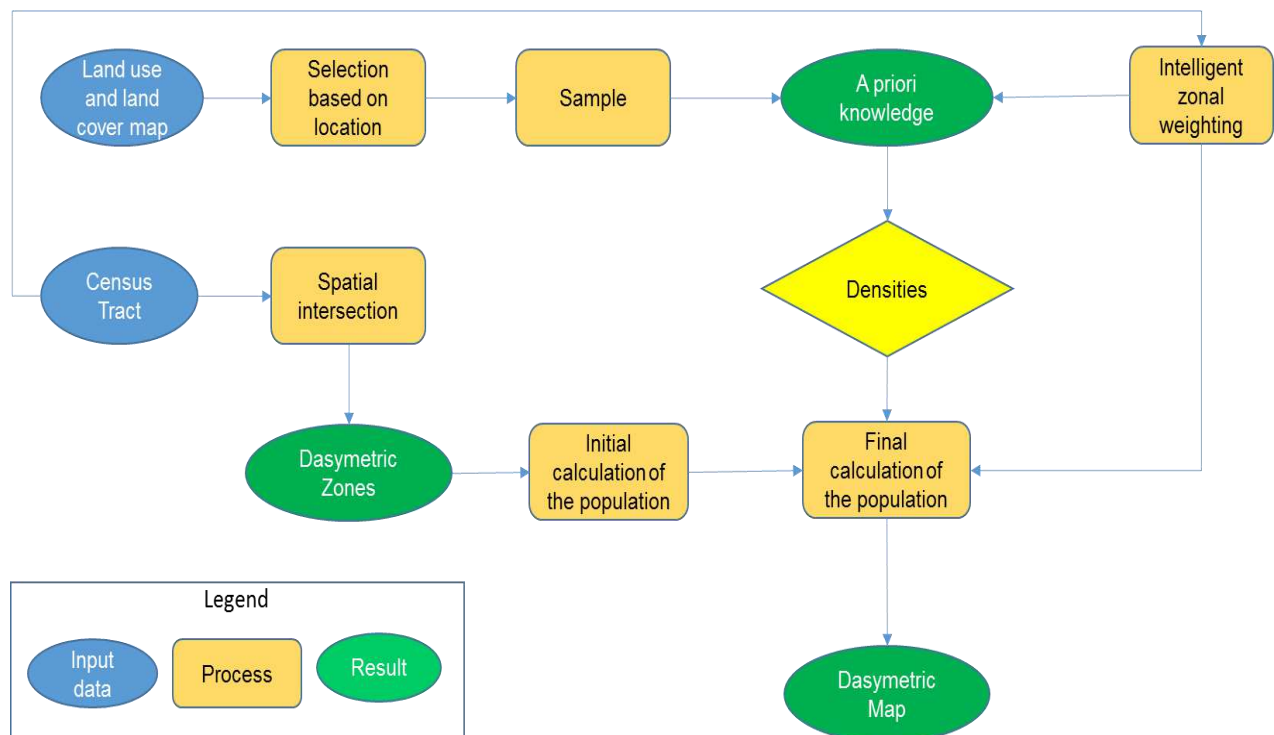 Land use
and land
cover map
Selection
based on
location
Sample
A priori
knowledge
Intelligent
zonal
weighting
Census
Tract
Spatial
intersection
Densities
Dasymetric
Zones
Initial
calculation of
the population
Final
calculation of
the population
Legend
Input
data
Process
Result
Dasymetric
Map